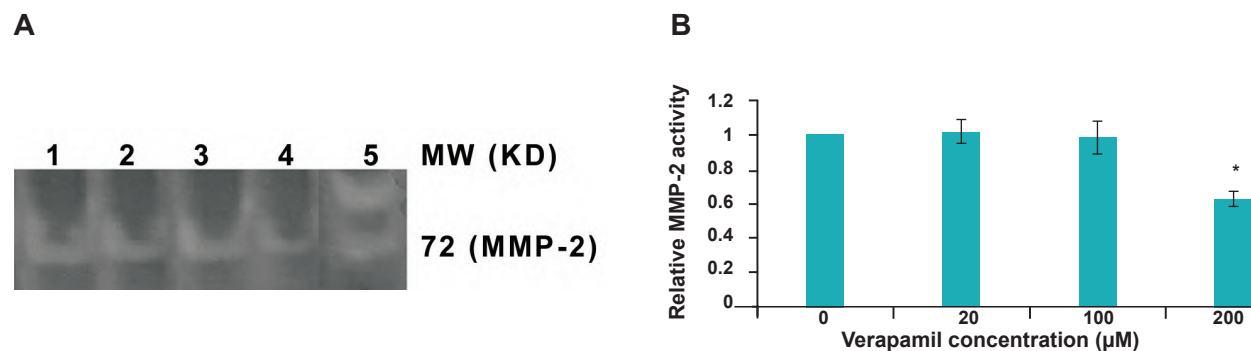 A
1 2 3 4 5 MW (KD)
72 (MMP-2)
B
Relative MMP-2 activity
1.2
1
0.8
0.6
0.4
0.2
0
*
0 20 100 200
Verapamil concentration (µM)